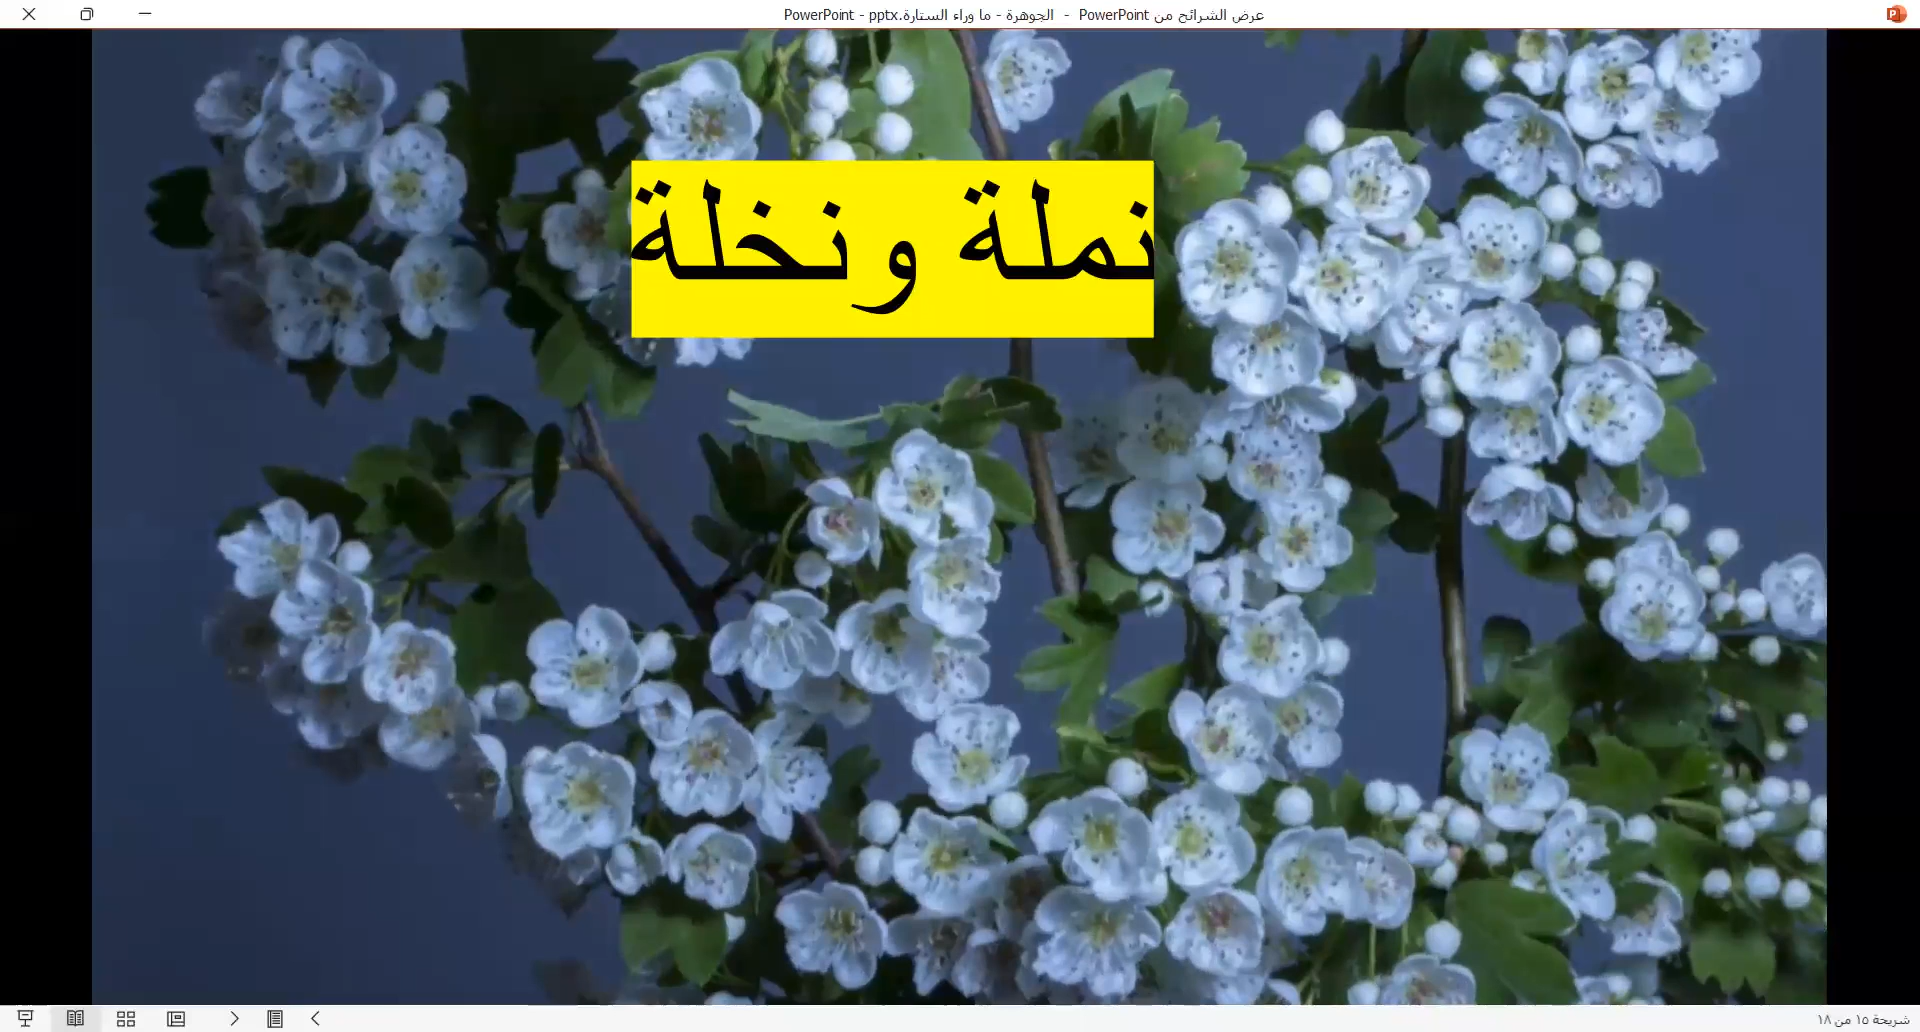 عرض الشرائح من PowerPoint - الجوهرة - ما وراء الستارة.pptx - PowerPoint
نملة ونخلة
شريحة ١٥ من ١٨